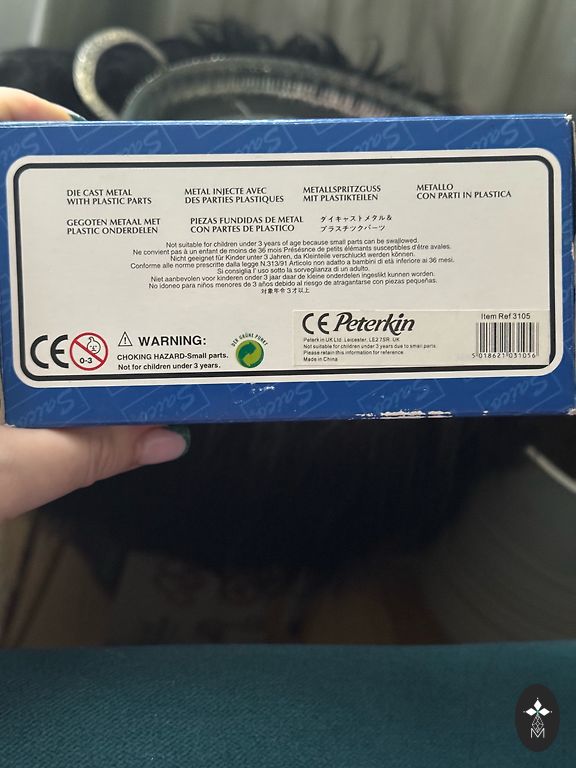 DIE CAST METAL
WITH PLASTIC PARTS
METAL INJECTE AVEC
DES PARTIES PLASTIQUES
METALLSPRITZGUSS
MIT PLASTIKTEILEN
METALLO
CON PARTI IN PLASTICA
GEGOTEN METAAL MET
PLASTIC ONDERDELEN
PIEZAS FUNDIDAS DE METAL
CON PARTES DE PLASTICO
ダイキャストメタル&
プラスチックパーツ
Not suitable for children under 3 years of age because small parts can be swallowed.
Ne convient pas à un enfant de moins de 36 mois Présésnce de petits élémants susceptibles d'être avales.
Nicht geeignet für Kinder unter 3 Jahren, da Kleinteile verschluckt werden können.
Conforme alle norme prescritte dalla legge N.313/91 Articolo non adatto a bambini di età inferiore ai 36 mesi.
Si consiglia l' uso sotto la sorveglianza di un adulto.
Niet aanbevolen voor kinderen onder 3 jaar daar de kleine onderdelen ingeslikt kunnen worden.
No idoneo para niños menores de 3 años debido al riesgo de atragantarse con piezas pequeñas.
対象年令3才以上
CE
0-3
WARNING:
CHOKING HAZARD-Small parts.
Not for children under 3 years.
DER GRÜNE PUNKT
CE Peterkin
Peterkin UK Ltd. Leicester, LE2 7SR. UK
Not suitable for children under 3 years due to small parts.
Please retain this information for reference.
Made in China
Item Ref 3105
5 018621 031056
Saico
M